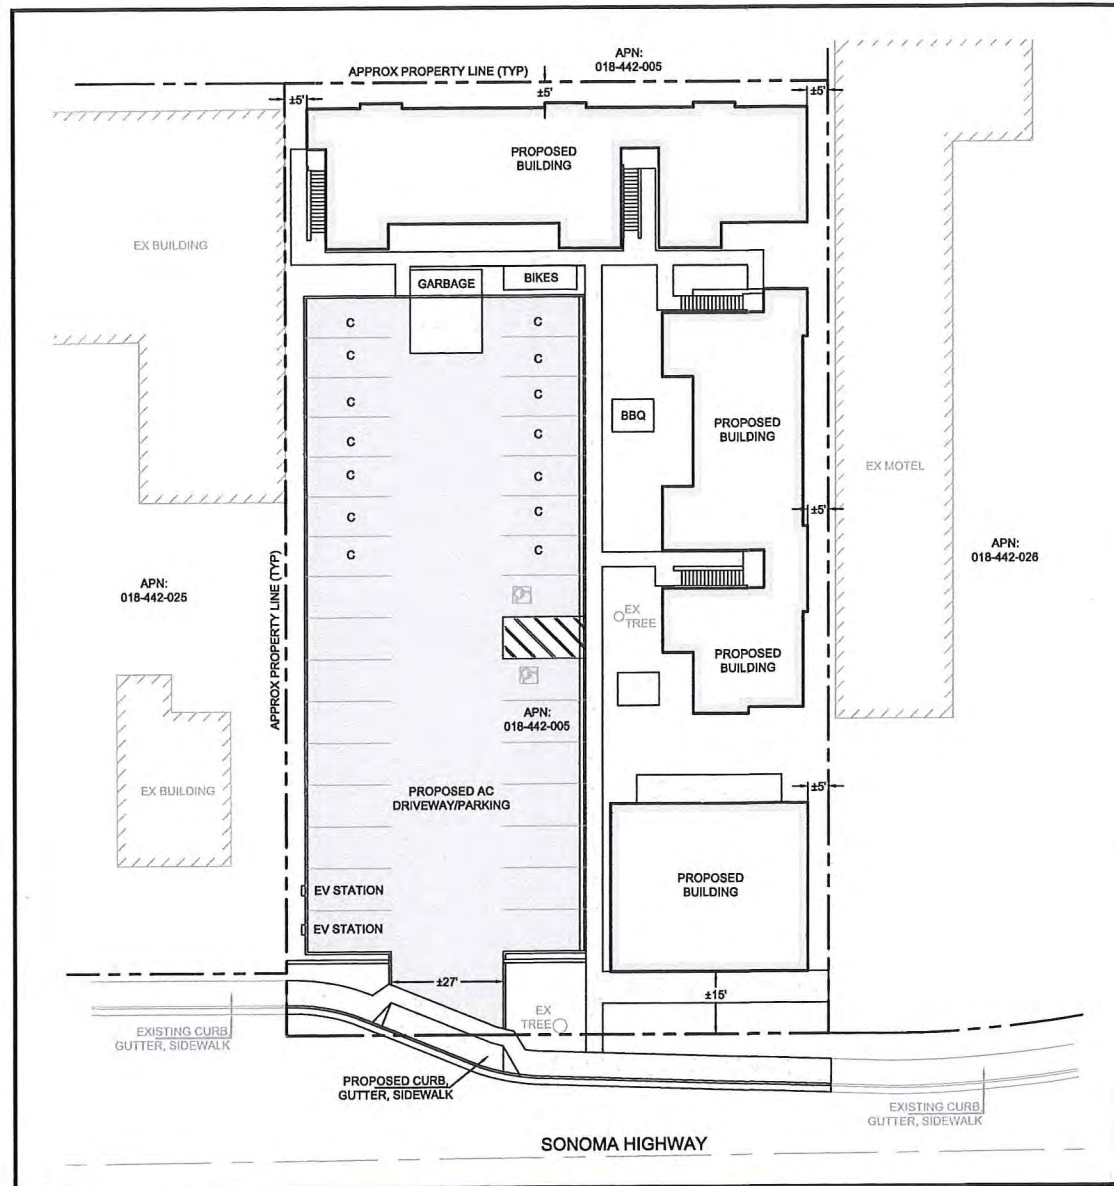 APN:
018-442-005
APPROX PROPERTY LINE (TYP)
±5'
±5'
±5'
PROPOSED
BUILDING
EX BUILDING
GARBAGE
BIKES
C
C
C
C
C
C
C
C
C
C
C
C
C
C
BBQ
PROPOSED
BUILDING
EX MOTEL
±5'
APN:
018-442-026
APN:
018-442-025
APPROX PROPERTY LINE (TYP)
EX
TREE
PROPOSED
BUILDING
APN:
018-442-005
PROPOSED AC
DRIVEWAY/PARKING
EX BUILDING
±5'
PROPOSED
BUILDING
EV STATION
EV STATION
±27'
±15'
EX
TREE
EXISTING CURB,
GUTTER, SIDEWALK
PROPOSED CURB,
GUTTER, SIDEWALK
EXISTING CURB,
GUTTER, SIDEWALK
SONOMA HIGHWAY